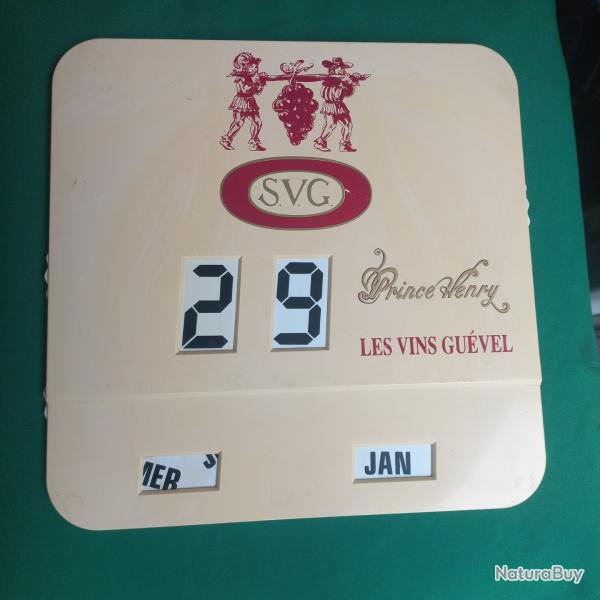 S.V.G.
29
Prince Henry
LES VINS GUÉVEL
MER
JAN
NaturaBuy